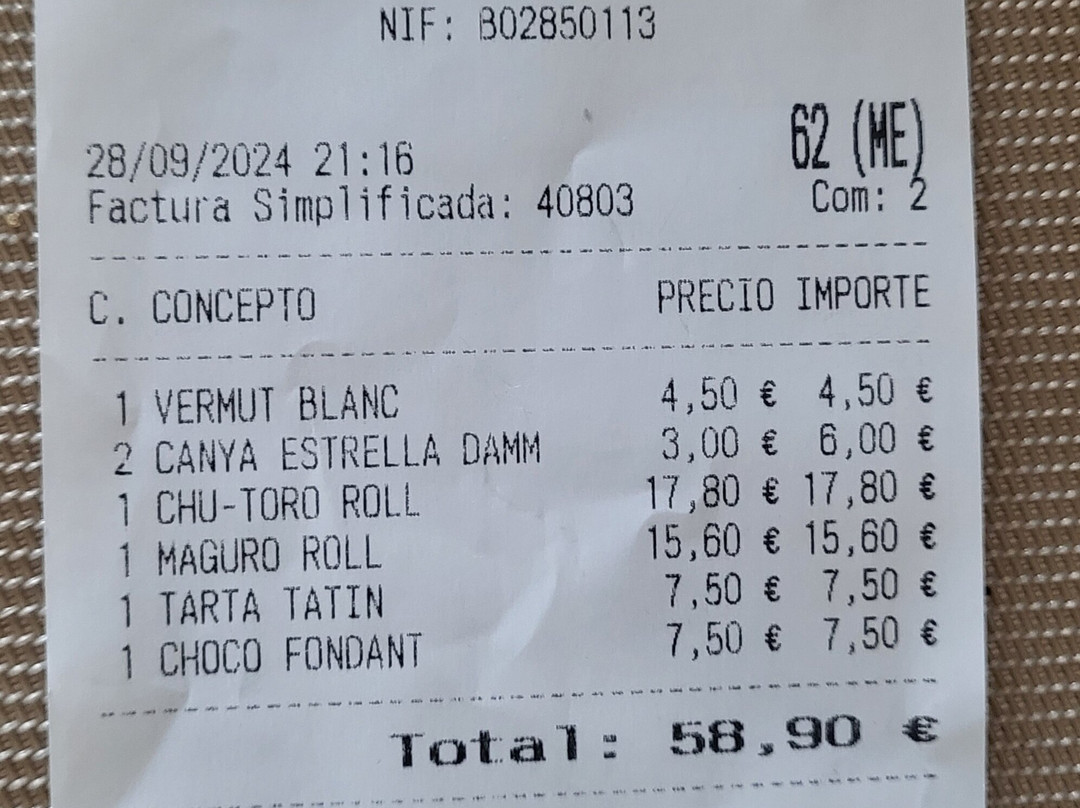 NIF: B02850113
62 (ME)
28/09/2024 21:16
Factura Simplificada: 40803 Com: 2
C. CONCEPTO PRECIO IMPORTE
1 VERMUT BLANC 4,50 € 4,50 €
2 CANYA ESTRELLA DAMM 3,00 € 6,00 €
1 CHU-TORO ROLL 17,80 € 17,80 €
1 MAGURO ROLL 15,60 € 15,60 €
1 TARTA TATIN 7,50 € 7,50 €
1 CHOCO FONDANT 7,50 € 7,50 €
Total: 58,90 €